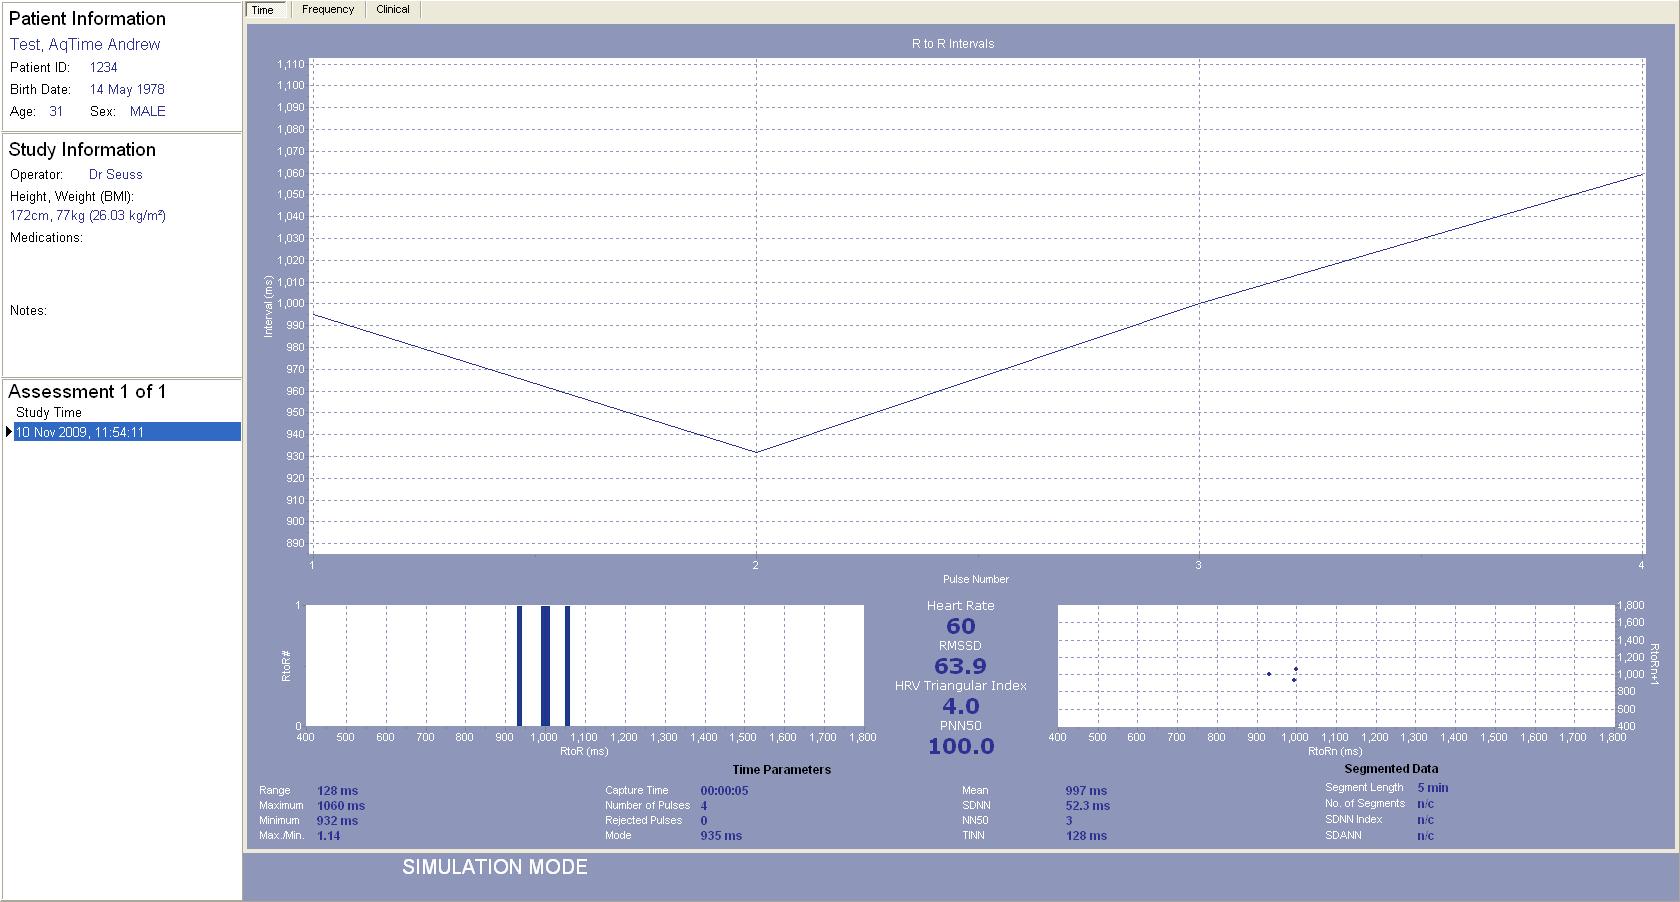 Time Frequency Clinical
Patient Information
Test, AqTime Andrew
Patient ID: 1234
Birth Date: 14 May 1978
Age: 31 Sex: MALE
Study Information
Operator: Dr Seuss
Height, Weight (BMI):
172cm, 77kg (26.03 kg/m²)
Medications:
Notes:
Assessment 1 of 1
Study Time
10 Nov 2009, 11:54:11
R to R Intervals
1,110
1,100
1,090
1,080
1,070
1,060
1,050
1,040
1,030
1,020
1,010
1,000
990
980
970
960
950
940
930
920
910
900
890
Interval (ms)
1 2 3 4
Pulse Number
1
0
RtoR#
400 500 600 700 800 900 1,000 1,100 1,200 1,300 1,400 1,500 1,600 1,700 1,800
RtoR (ms)
Heart Rate
60
RMSSD
63.9
HRV Triangular Index
4.0
PNN50
100.0
1,800
1,600
1,400
1,200
1,000
800
600
400
RtoRn+1
400 500 600 700 800 900 1,000 1,100 1,200 1,300 1,400 1,500 1,600 1,700 1,800
RtoRn (ms)
Time Parameters
Range 128 ms
Maximum 1060 ms
Minimum 932 ms
Max./Min. 1.14
Capture Time 00:00:05
Number of Pulses 4
Rejected Pulses 0
Mode 935 ms
Mean 997 ms
SDNN 52.3 ms
NN50 3
TINN 128 ms
Segmented Data
Segment Length 5 min
No. of Segments n/c
SDNN Index n/c
SDANN n/c
SIMULATION MODE